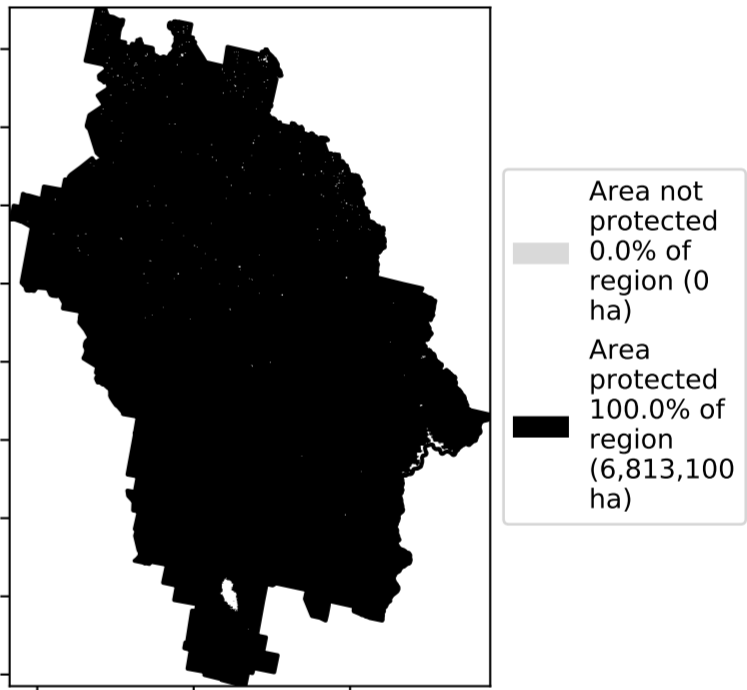 Area not
protected
0.0% of
region (0
ha)
Area
protected
100.0% of
region
(6,813,100
ha)